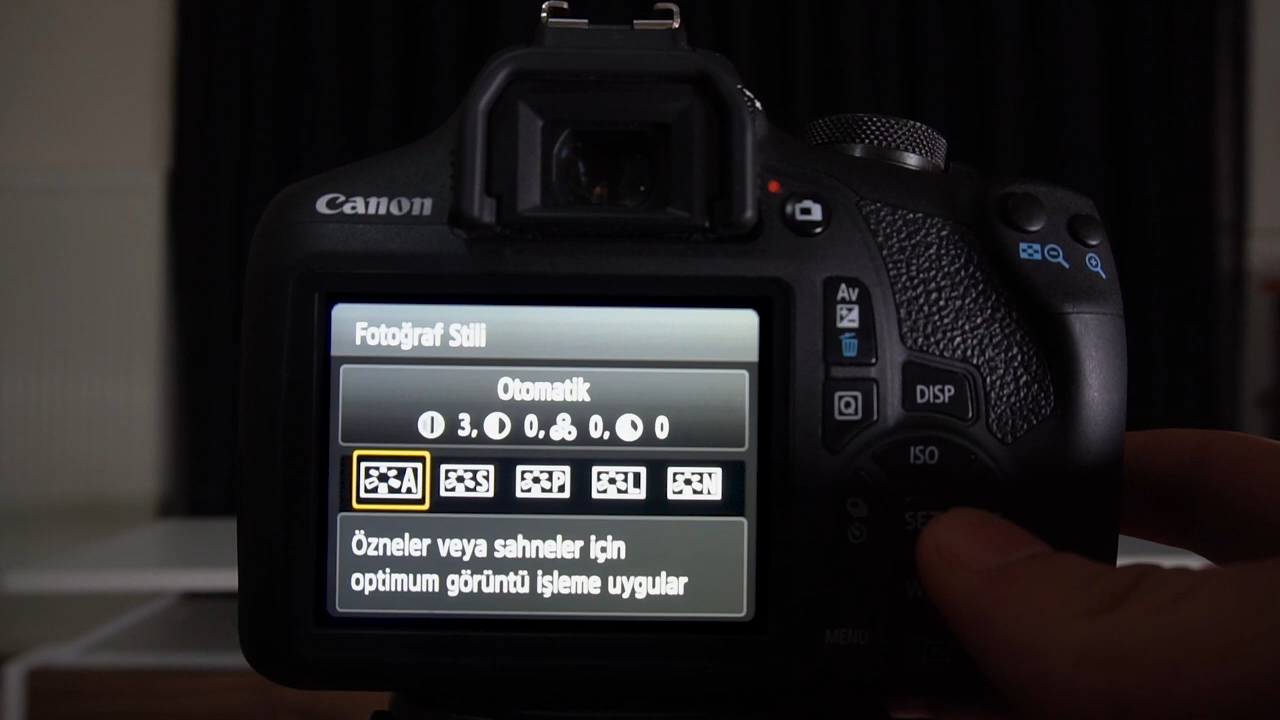 Canon
Av
Q
DISP
ISO
Fotoğraf Stili
Otomatik
3, 0, 0, 0
A S P L N
Özneler veya sahneler için
optimum görüntü işleme uygular
MENU